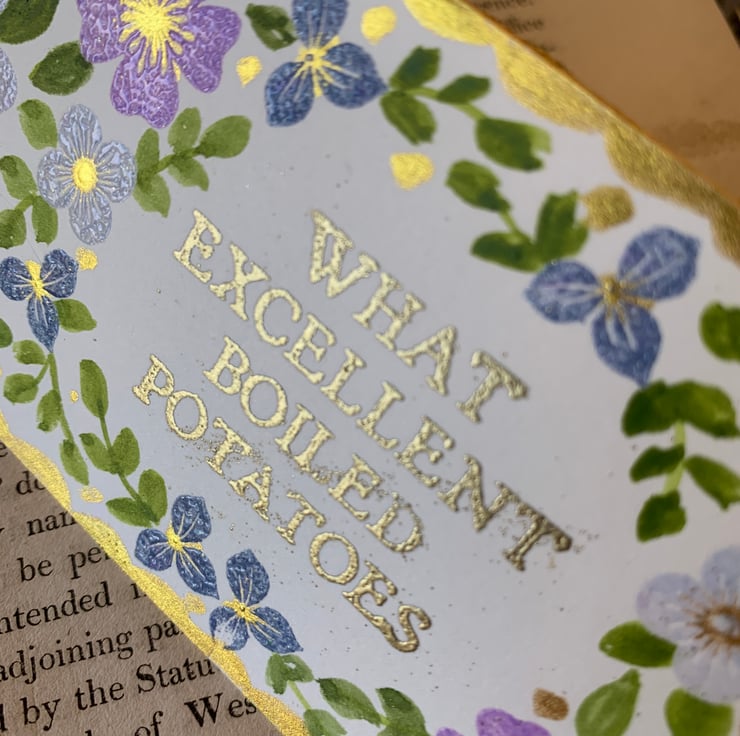 WHAT
EXCELLENT
BOILED
POTATOES
be
adjoining
by the
of